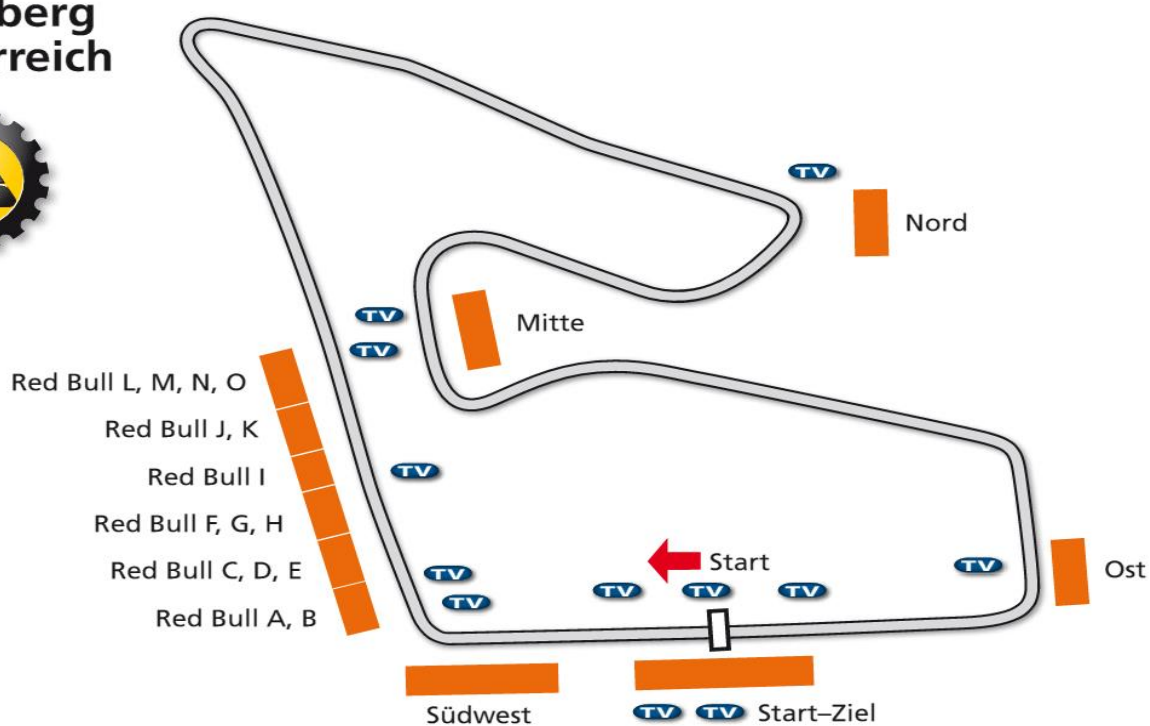 berg
rreich
TV
Nord
TV
Mitte
TV
Red Bull L, M, N, O
Red Bull J, K
Red Bull I
TV
Red Bull F, G, H
Red Bull C, D, E
TV
Start
TV
Ost
TV
TV
TV
TV
Red Bull A, B
Südwest
TV
TV
Start–Ziel